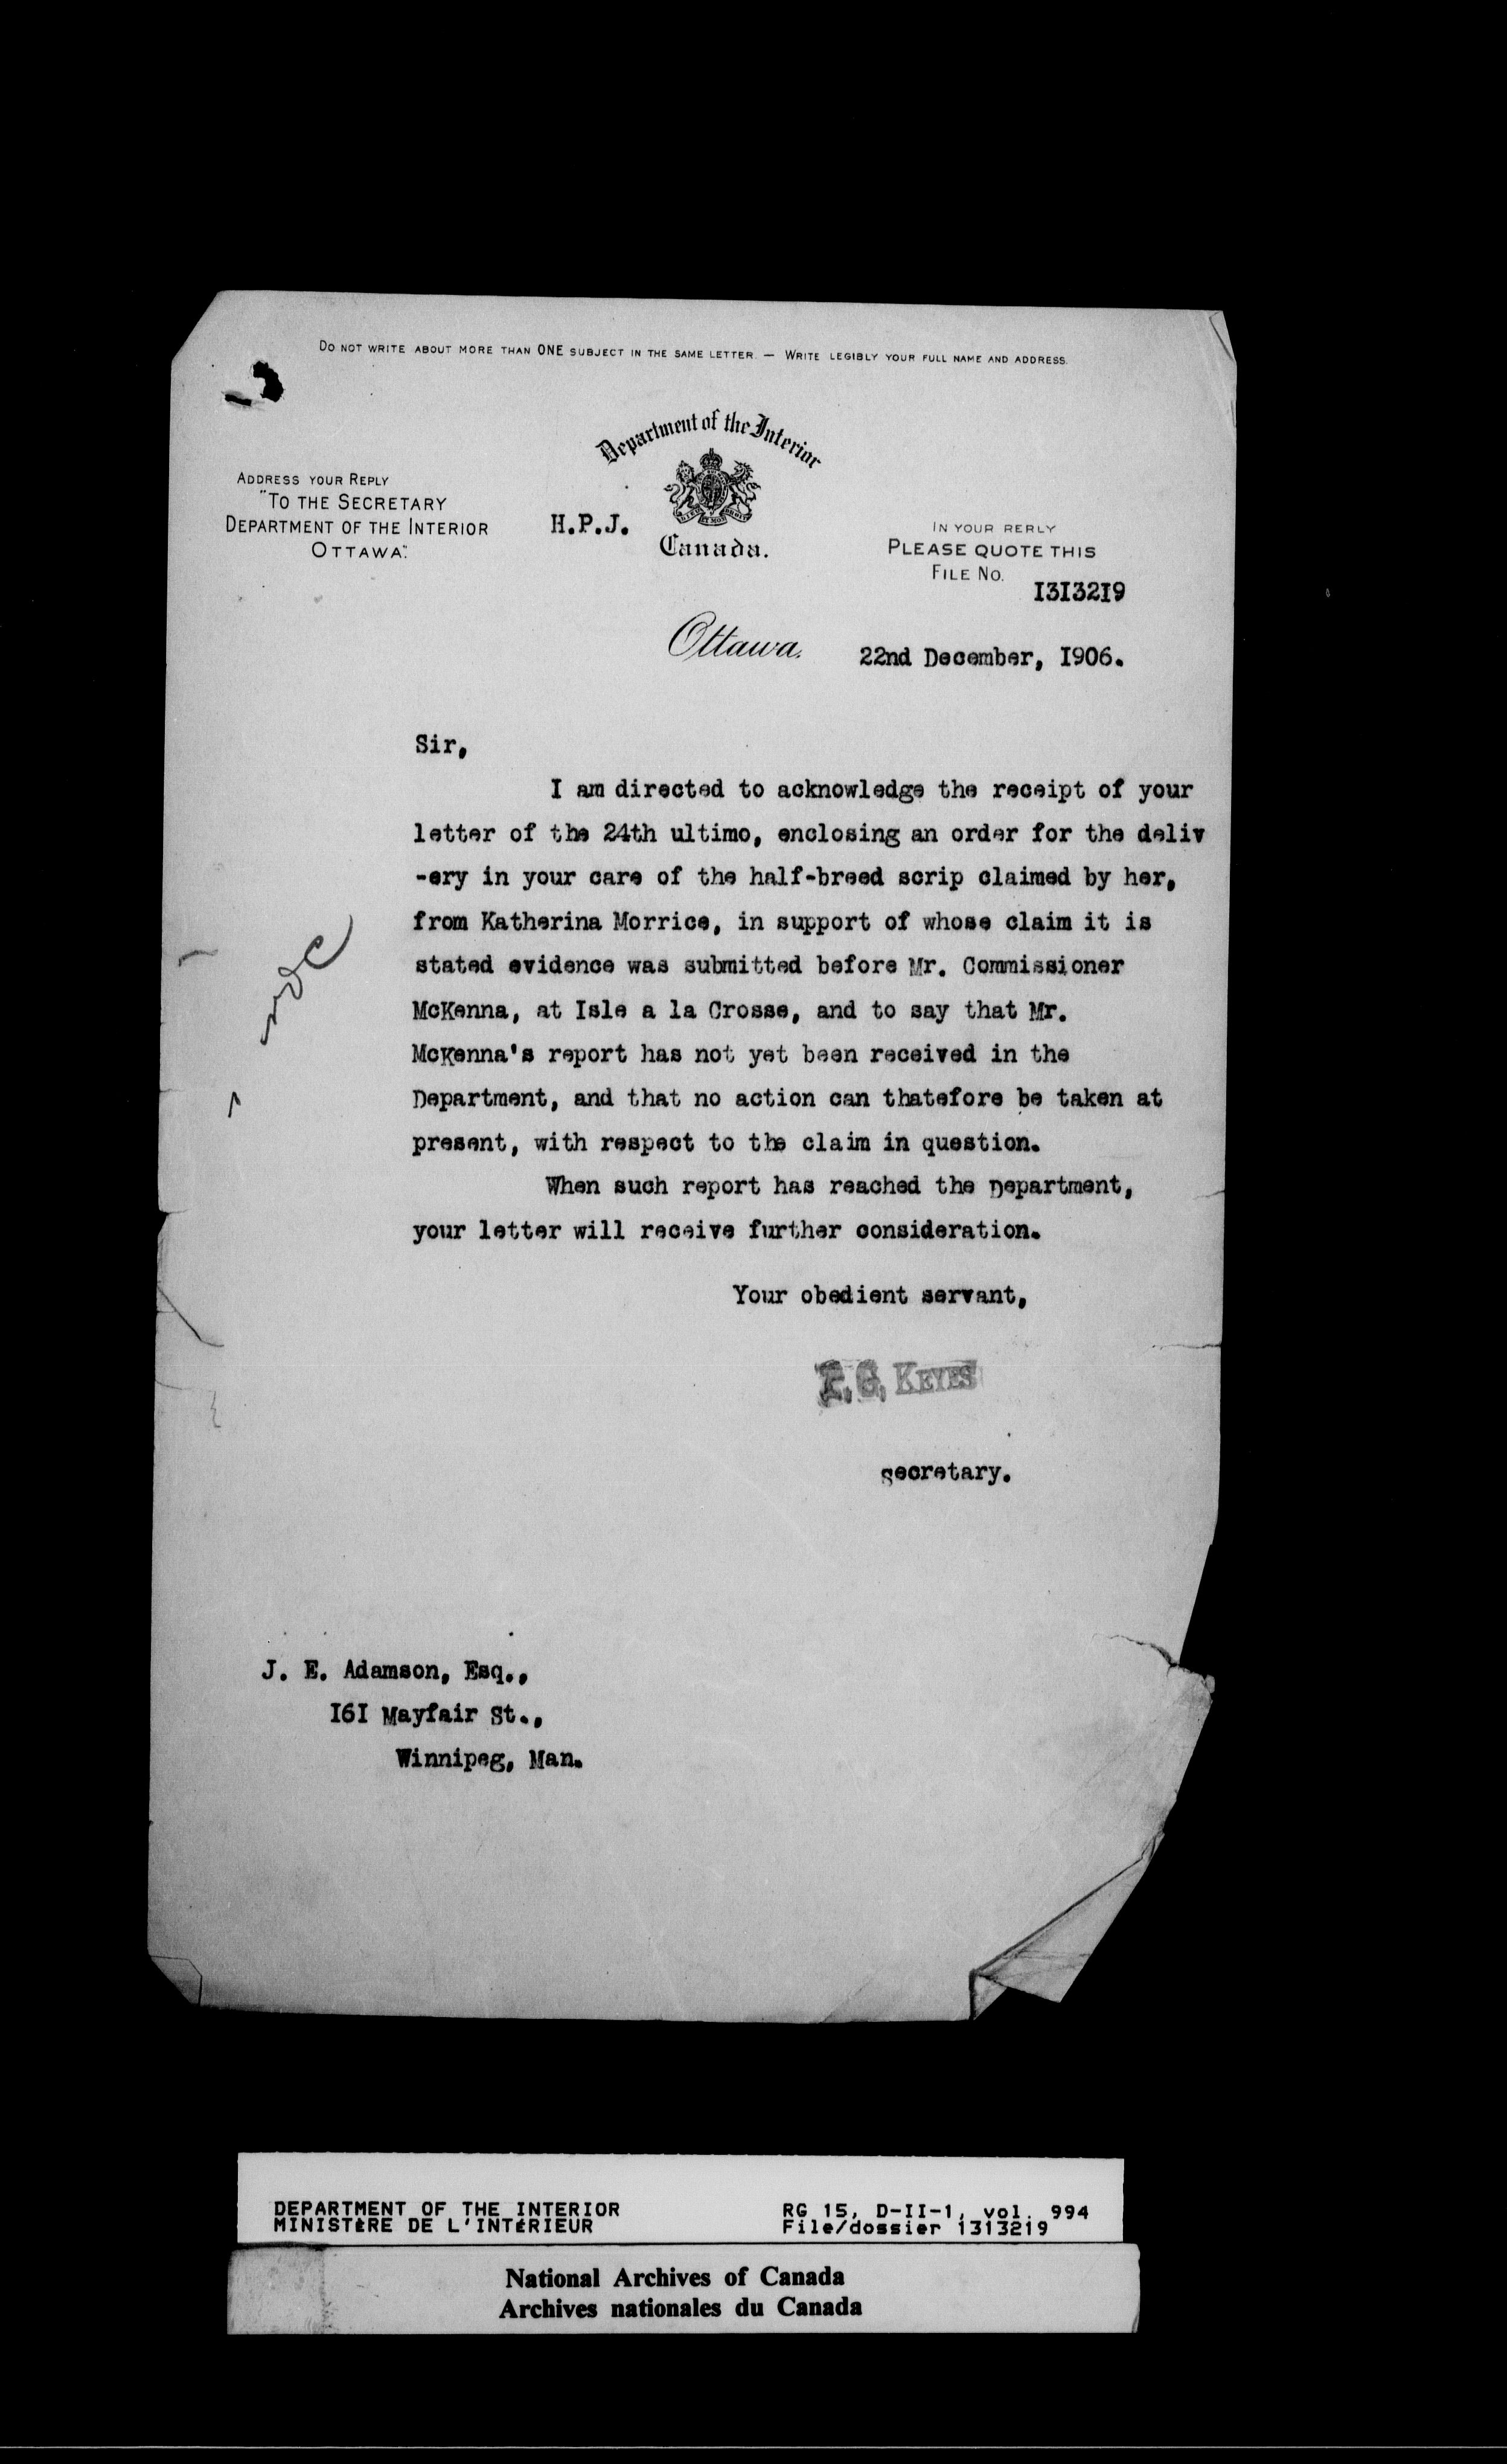 DO NOT WRITE ABOUT MORE THAN ONE SUBJECT IN THE SAME LETTER. — WRITE LEGIBLY YOUR FULL NAME AND ADDRESS.
Department of the Interior
Canada.
ADDRESS YOUR REPLY
"TO THE SECRETARY
DEPARTMENT OF THE INTERIOR
OTTAWA."
H.P.J.
IN YOUR REPLY
PLEASE QUOTE THIS
FILE NO.
I3I32I9
Ottawa, 22nd December, I906.
Sir,
I am directed to acknowledge the receipt of your
letter of the 24th ultimo, enclosing an order for the deliv
-ery in your care of the half-breed scrip claimed by her,
from Katherina Morrice, in support of whose claim it is
stated evidence was submitted before Mr. Commissioner
McKenna, at Isle a la Crosse, and to say that Mr.
McKenna's report has not yet been received in the
Department, and that no action can thatefore be taken at
present, with respect to the claim in question.
When such report has reached the Department,
your letter will receive further consideration.
Your obedient servant,
P. G. KEYES
secretary.
J. E. Adamson, Esq.,
I6I Mayfair St.,
Winnipeg, Man.
DEPARTMENT OF THE INTERIOR
MINISTÈRE DE L'INTÉRIEUR
RG 15, D-II-1, vol. 994
File/dossier 1313219
National Archives of Canada
Archives nationales du Canada